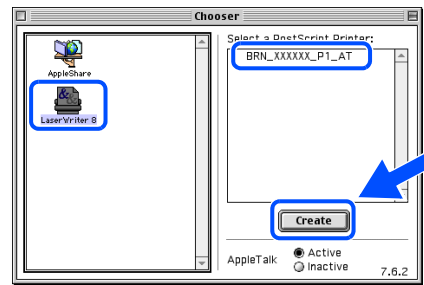 Chooser
Select a PostScript Printer:
BRN_XXXXXX_P1_AT
AppleShare
LaserWriter 8
Create
AppleTalk
Active
Inactive
7.6.2